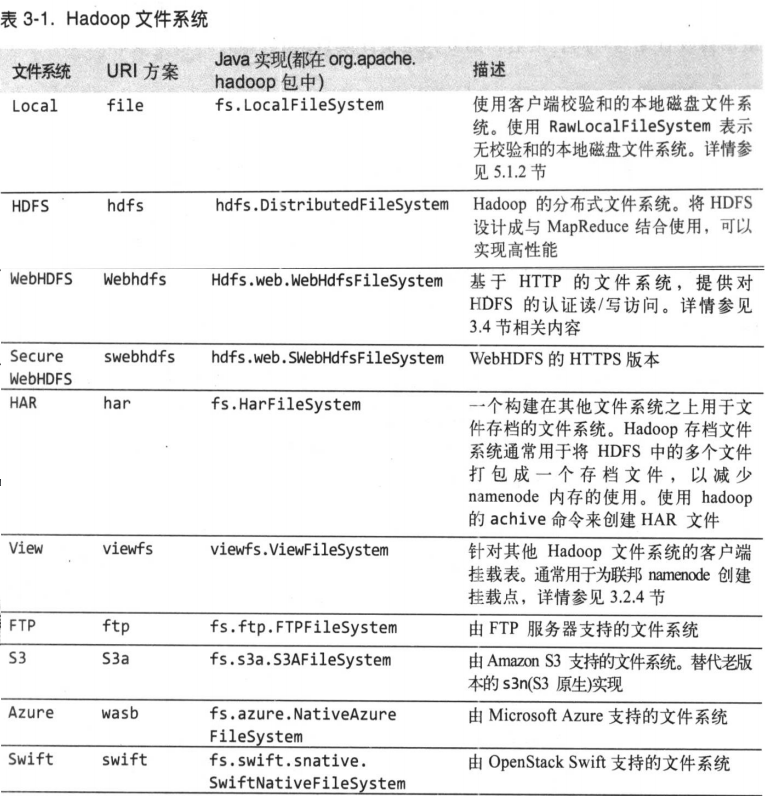 表 3-1. Hadoop 文件系统
文件系统 URI 方案 Java 实现(都在 org.apache. hadoop 包中) 描述
Local file fs.LocalFileSystem 使用客户端校验和的本地磁盘文件系
统。使用 RawLocalFileSystem 表示
无校验和的本地磁盘文件系统。详情参
见 5.1.2 节
HDFS hdfs hdfs.DistributedFileSystem Hadoop 的分布式文件系统。将 HDFS
设计成与 MapReduce 结合使用，可以
实现高性能
WebHDFS Webhdfs Hdfs.web.WebHdfsFileSystem 基于 HTTP 的文件系统，提供对
HDFS 的认证读/写访问。详情参见
3.4 节相关内容
Secure swebhdfs hdfs.web.SWebHdfsFileSystem WebHDFS 的 HTTPS 版本
WebHDFS
HAR har fs.HarFileSystem 一个构建在其他文件系统之上用于文
件存档的文件系统。Hadoop 存档文件
系统通常用于将 HDFS 中的多个文件
打包成一个存档文件，以减少
namenode 内存的使用。使用 hadoop
的 achive 命令来创建 HAR 文件
View viewfs viewfs.ViewFileSystem 针对其他 Hadoop 文件系统的客户端
挂载表。通常用于为联邦 namenode 创建
挂载点，详情参见 3.2.4 节
FTP ftp fs.ftp.FTPFileSystem 由 FTP 服务器支持的文件系统
S3 S3a fs.s3a.S3AFileSystem 由 Amazon S3 支持的文件系统。替代老版
本的 s3n(S3 原生)实现
Azure wasb fs.azure.NativeAzure 由 Microsoft Azure 支持的文件系统
FileSystem
Swift swift fs.swift.snative. 由 OpenStack Swift 支持的文件系统
SwiftNativeFileSystem